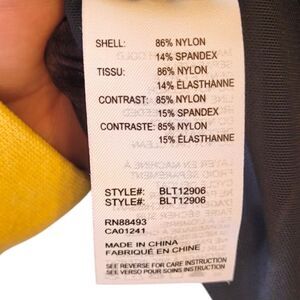 SHELL: 86% NYLON
14% SPANDEX
TISSU: 86% NYLON
14% ÉLASTHANNE
CONTRAST: 85% NYLON
15% SPANDEX
CONTRASTE: 85% NYLON
15% ÉLASTHANNE
STYLE#: BLT12906
STYLE#: BLT12906
RN88493
CA01241
MADE IN CHINA
FABRIQUÉ EN CHINE
SEE REVERSE FOR CARE INSTRUCTION
SEE VERSO POUR SOINS INSTRUCTION